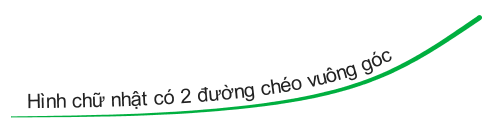 Hình chữ nhật có 2 đường chéo vuông góc